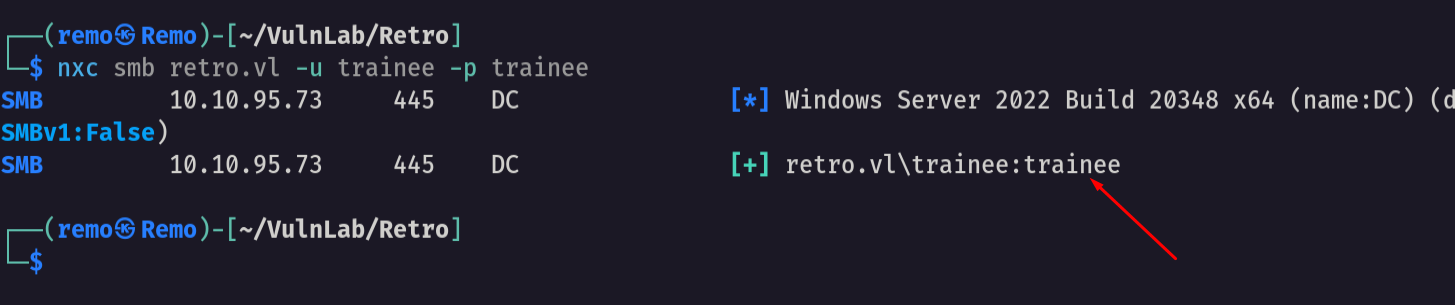 ┌──(remo㉿Remo)-[~/VulnLab/Retro]
└─$ nxc smb retro.vl -u trainee -p trainee
SMB 10.10.95.73 445 DC [*] Windows Server 2022 Build 20348 x64 (name:DC) (d
SMBv1:False)
SMB 10.10.95.73 445 DC [+] retro.vl\trainee:trainee
┌──(remo㉿Remo)-[~/VulnLab/Retro]
└─$